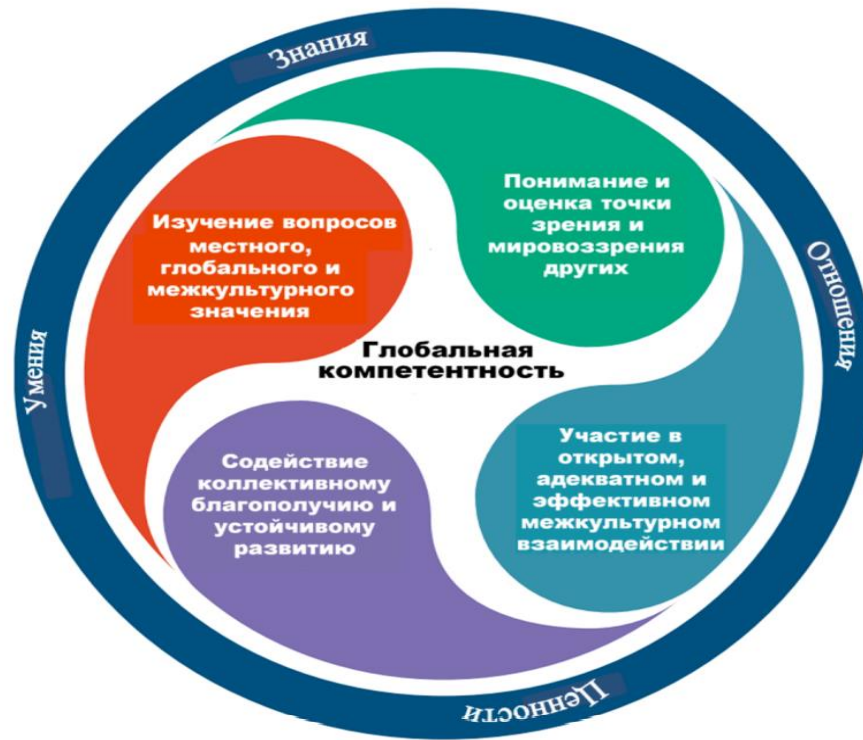 Знания
Изучение вопросов
местного,
глобального и
межкультурного
значения
Понимание и
оценка точки
зрения и
мировоззрения
других
Отношения
Умения
Глобальная
компетентность
Содействие
коллективному
благополучию и
устойчивому
развитию
Участие в
открытом,
адекватном и
эффективном
межкультурном
взаимодействии
Ценности